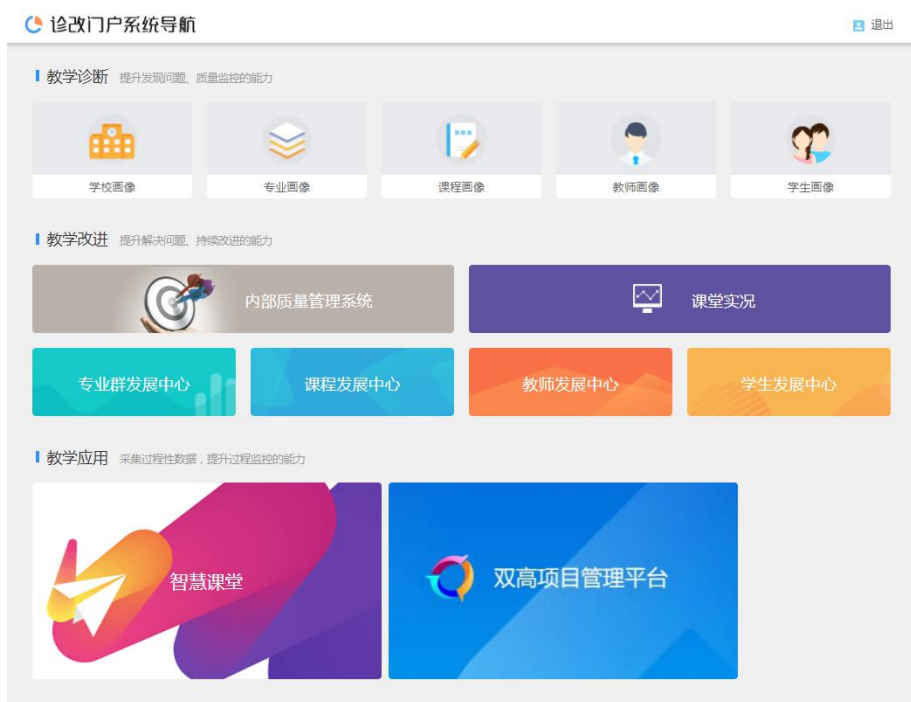 诊改门户系统导航
退出
教学诊断 提升发现问题、质量监控的能力
学校画像 专业画像 课程画像 教师画像 学生画像
教学改进 提升解决问题、持续改进的能力
内部质量管理系统 课堂实况
专业群发展中心 课程发展中心 教师发展中心 学生发展中心
教学应用 采集过程性数据，提升过程监控的能力
智慧课堂 双高项目管理平台